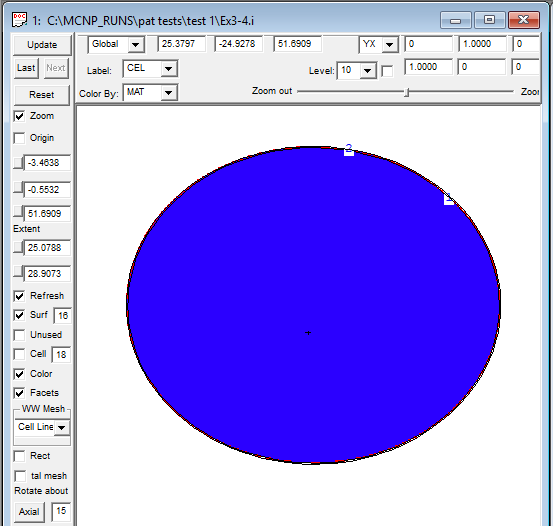 DOC 1: C:\MCNP_RUNS\pat tests\test 1\Ex3-4.i
Update Global 25.3797 -24.9278 51.6909 YX 0 1.0000 0
Last Next Label: CEL Level: 10 1.0000 0 0
Reset Color By: MAT Zoom out Zoor
Zoom
Origin
-3.4638
-0.5532
51.6909
Extent
25.0788
28.9073
Refresh
Surf 16
Unused
Cell 18
Color
Facets
WW Mesh
Cell Line
Rect
tal mesh
Rotate about
Axial 15
2